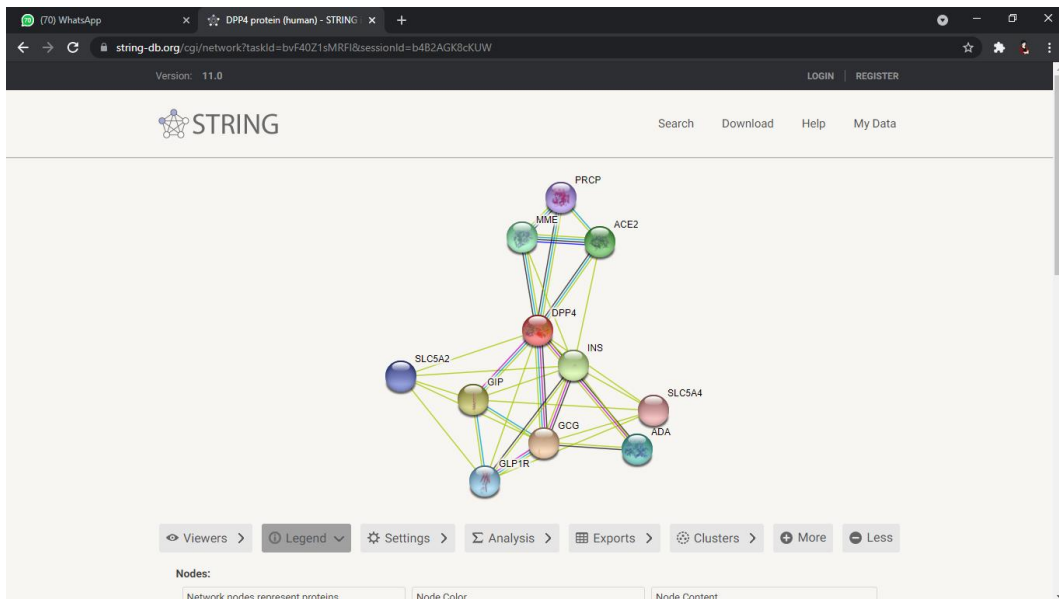 (70) WhatsApp
DPP4 protein (human) - STRING
string-db.org/cgi/network?taskId=bvF40Z1sMRFI&sessionId=b4B2AGK8cKUW
Version: 11.0
LOGIN | REGISTER
STRING
Search Download Help My Data
PRCP
MME
ACE2
DPP4
INS
SLC5A2
GIP
SLC5A4
GCG
ADA
GLP1R
Viewers Legend Settings Analysis Exports Clusters More Less
Nodes:
Network nodes represent proteins Node Color Node Content